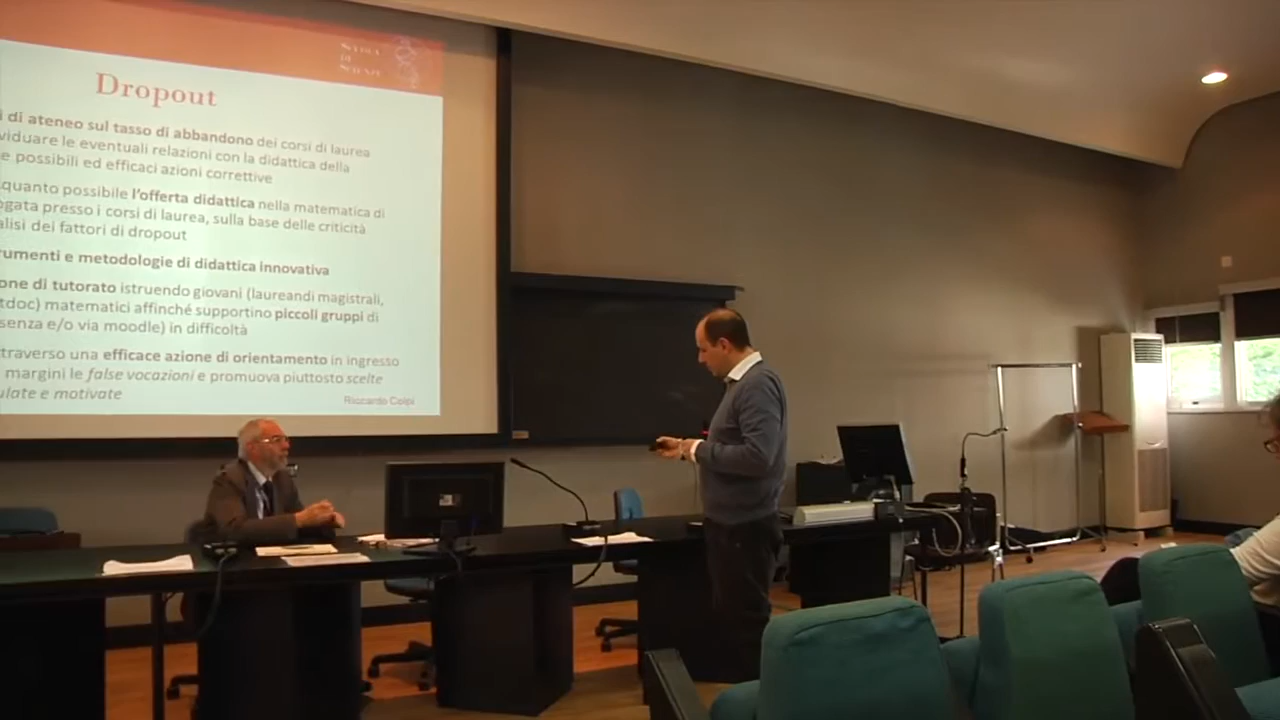 SCUOLA
DI
SCIENZE
Dropout
i di ateneo sul tasso di abbandono dei corsi di laurea
viduare le eventuali relazioni con la didattica della
e possibili ed efficaci azioni correttive
quanto possibile l'offerta didattica nella matematica di
ogata presso i corsi di laurea, sulla base delle criticità
alisi dei fattori di dropout
rumenti e metodologie di didattica innovativa
one di tutorato istruendo giovani (laureandi magistrali,
tdoc) matematici affinché supportino piccoli gruppi di
senza e/o via moodle) in difficoltà
traverso una efficace azione di orientamento in ingresso
margini le false vocazioni e promuova piuttosto scelte
ulate e motivate
Riccardo Colpi